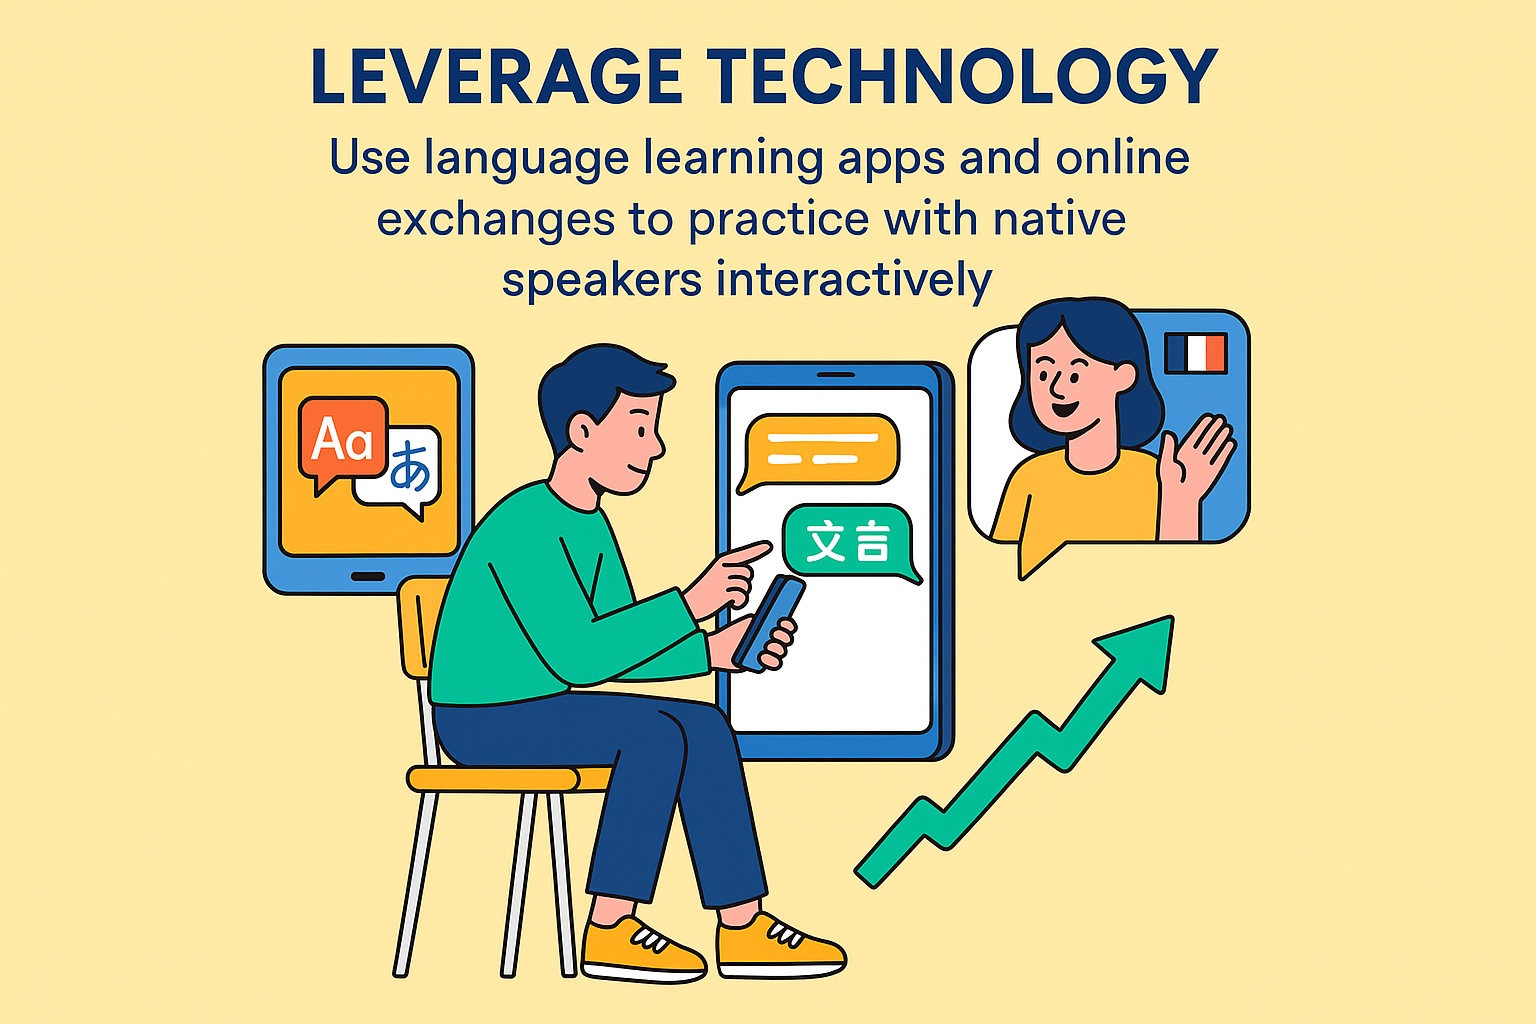 LEVERAGE TECHNOLOGY
Use language learning apps and online
exchanges to practice with native
speakers interactively
Aa
あ
文言